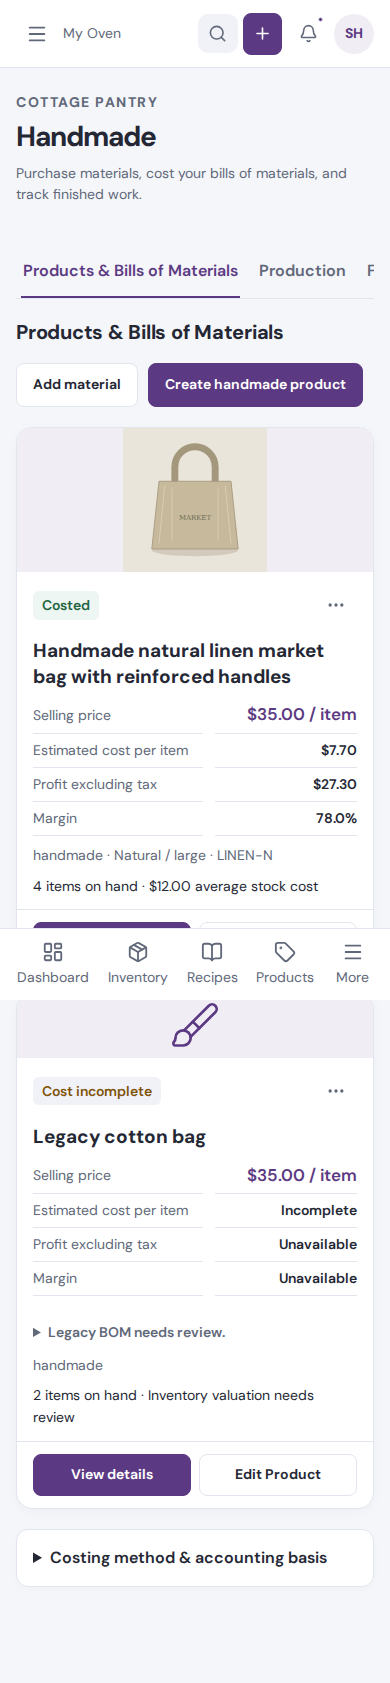 My Oven
SH
COTTAGE PANTRY
Handmade
Purchase materials, cost your bills of materials, and
track finished work.
Products & Bills of Materials
Production
F
Products & Bills of Materials
Add material
Create handmade product
MARKET
Costed
Handmade natural linen market
bag with reinforced handles
Selling price
$35.00 / item
Estimated cost per item
$7.70
Profit excluding tax
$27.30
Margin
78.0%
handmade · Natural / large · LINEN-N
4 items on hand · $12.00 average stock cost
Dashboard
Inventory
Recipes
Products
More
Cost incomplete
Legacy cotton bag
Selling price
$35.00 / item
Estimated cost per item
Incomplete
Profit excluding tax
Unavailable
Margin
Unavailable
Legacy BOM needs review.
handmade
2 items on hand · Inventory valuation needs
review
View details
Edit Product
Costing method & accounting basis